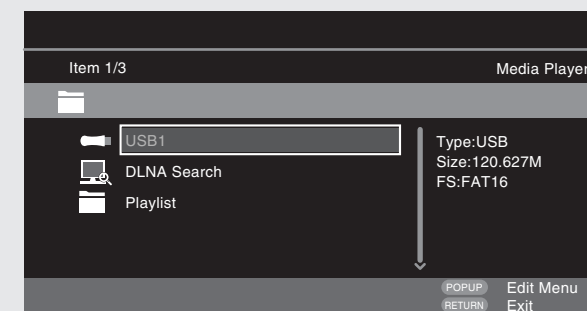 Item 1/3 Media Player
USB1
DLNA Search
Playlist
Type:USB
Size:120.627M
FS:FAT16
POPUP Edit Menu
RETURN Exit